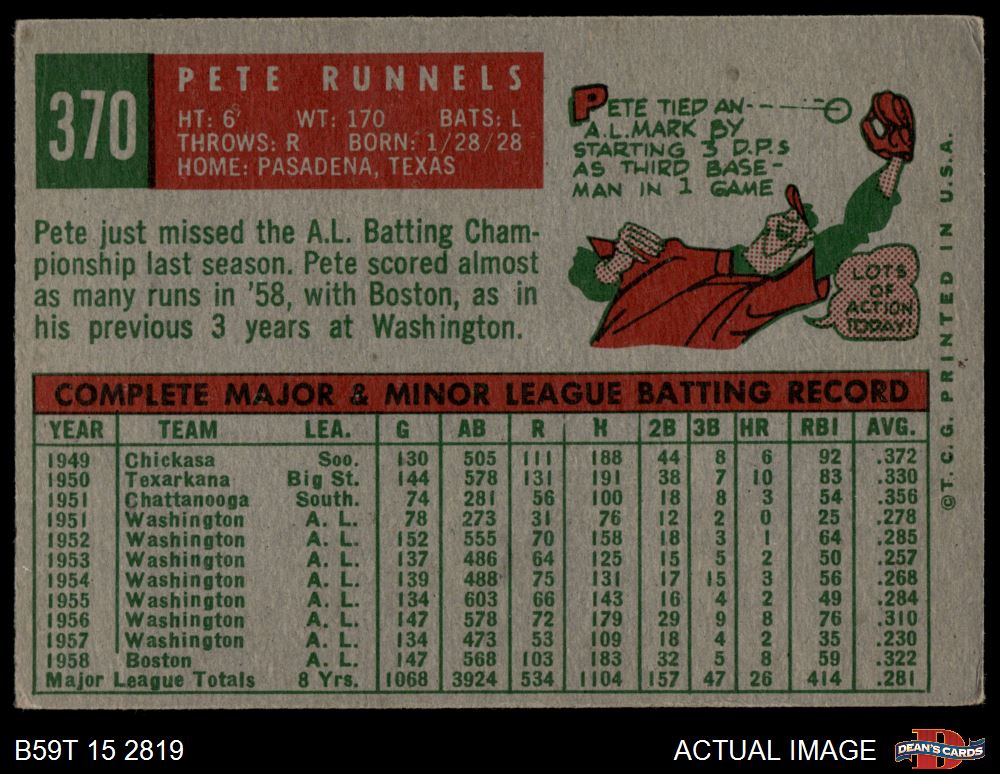 370
PETE RUNNELS
HT: 6' WT: 170 BATS: L
THROWS: R BORN: 1/28/28
HOME: PASADENA, TEXAS
Pete just missed the A.L. Batting Cham-
pionship last season. Pete scored almost
as many runs in '58, with Boston, as in
his previous 3 years at Washington.
PETE TIED AN
A.L. MARK BY
STARTING 5 D.P.S
AS THIRD BASE-
MAN IN 1 GAME
LOTS
OF
ACTION
TODAY!
©T.C.G. PRINTED IN U.S.A.
COMPLETE MAJOR & MINOR LEAGUE BATTING RECORD
YEAR TEAM LEA. G AB R H 2B 3B HR RBI AVG.
1949 Chickasa Soo. 130 505 111 188 44 8 6 92 .372
1950 Texarkana Big St. 144 578 131 191 38 7 10 83 .330
1951 Chattanooga South. 74 281 56 100 18 8 3 54 .356
1951 Washington A. L. 78 273 31 76 12 2 0 25 .278
1952 Washington A. L. 152 555 70 158 18 3 1 64 .285
1953 Washington A. L. 137 486 64 125 15 5 2 50 .257
1954 Washington A. L. 139 488 75 131 17 15 3 56 .268
1955 Washington A. L. 134 603 66 143 16 4 2 49 .284
1956 Washington A. L. 147 578 72 179 29 9 8 76 .310
1957 Washington A. L. 134 473 53 109 18 4 2 35 .230
1958 Boston A. L. 147 568 103 183 32 5 8 59 .322
Major League Totals 8 Yrs. 1068 3924 534 1104 157 47 26 414 .281
B59T 15 2819
ACTUAL IMAGE
DEAN'S CARDS